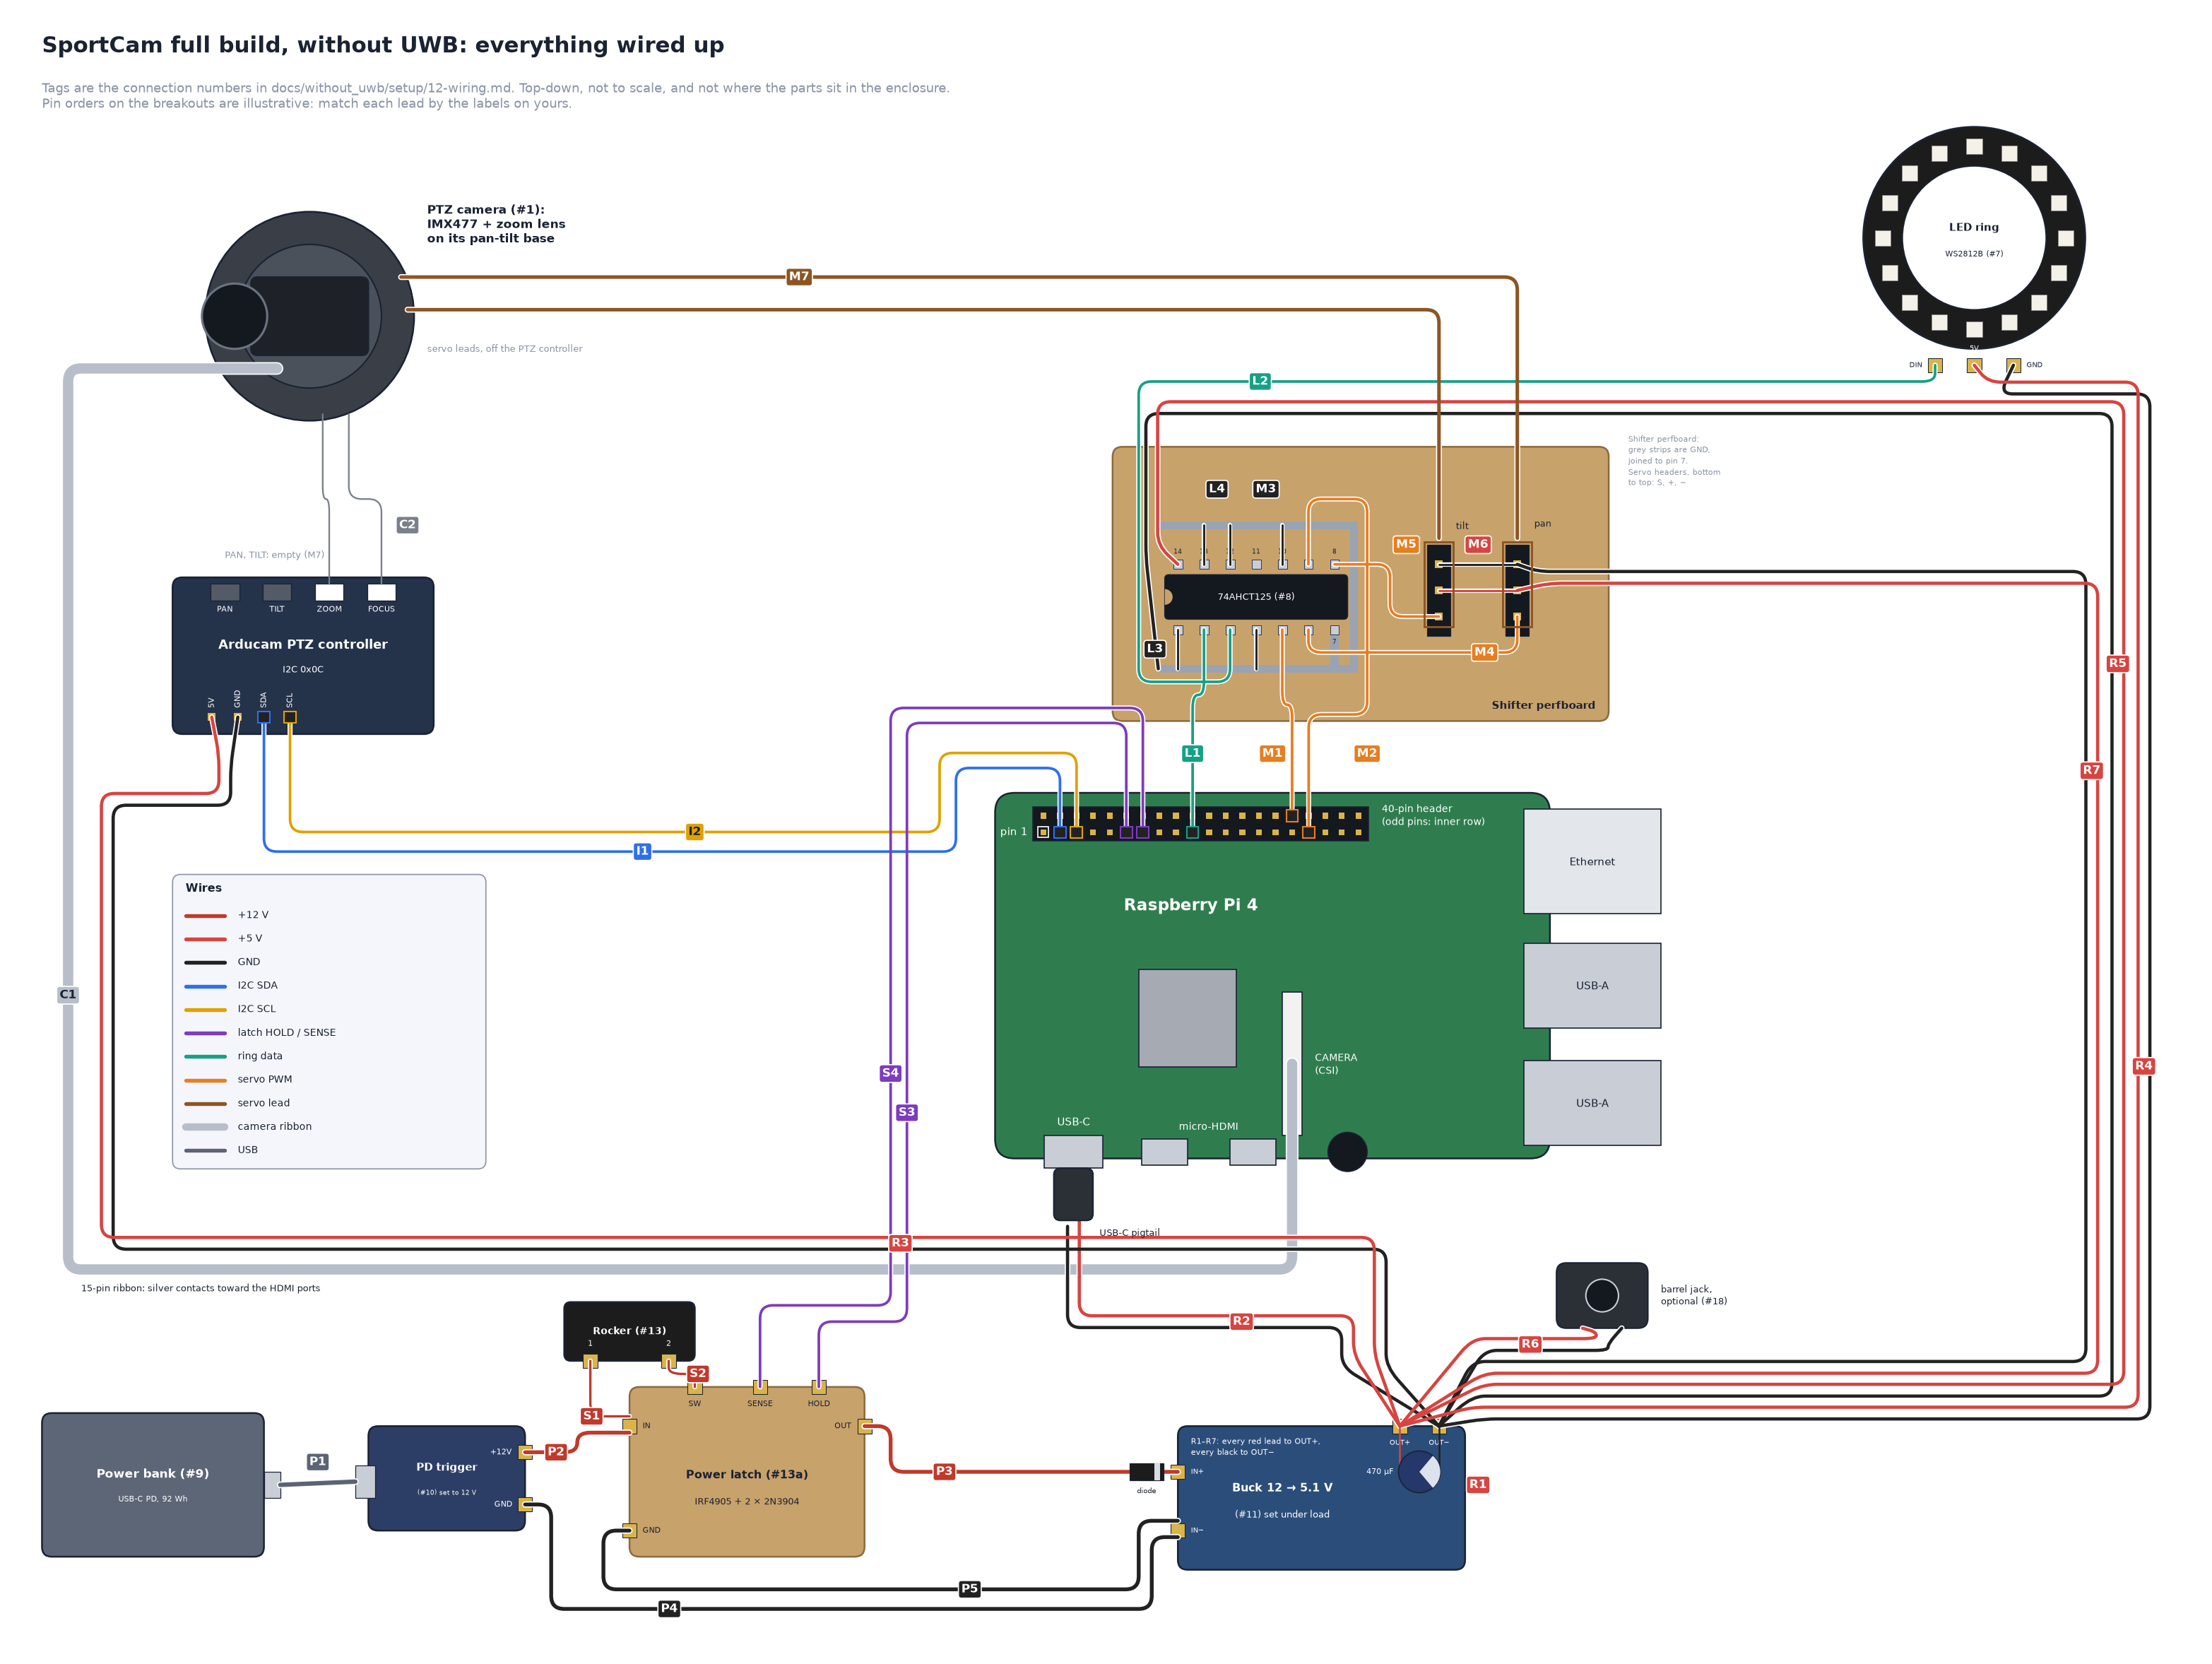 SportCam full build, without UWB: everything wired up
Tags are the connection numbers in docs/without_uwb/setup/12-wiring.md. Top-down, not to scale, and not where the parts sit in the enclosure.
Pin orders on the breakouts are illustrative: match each lead by the labels on yours.
PTZ camera (#1):
IMX477 + zoom lens
on its pan-tilt base
M7
servo leads, off the PTZ controller
LED ring
WS2812B (#7)
5V
DIN
GND
L2
Shifter perfboard:
grey strips are GND,
joined to pin 7.
Servo headers, bottom
to top: S, +, −
L4
M3
C2
PAN, TILT: empty (M7)
tilt
pan
M5
M6
14
11
8
74AHCT125 (#8)
7
L3
M4
Shifter perfboard
PAN
TILT
ZOOM
FOCUS
Arducam PTZ controller
I2C 0x0C
5V
GND
SDA
SCL
R5
R7
L1
M1
M2
I2
I1
pin 1
40-pin header
(odd pins: inner row)
Ethernet
Raspberry Pi 4
USB-A
USB-A
CAMERA
(CSI)
USB-C
micro-HDMI
USB-C pigtail
Wires
+12 V
+5 V
GND
I2C SDA
I2C SCL
latch HOLD / SENSE
ring data
servo PWM
servo lead
camera ribbon
USB
C1
S4
S3
R4
R3
15-pin ribbon: silver contacts toward the HDMI ports
barrel jack,
optional (#18)
R2
R6
Rocker (#13)
1
2
S2
S1
SW
SENSE
HOLD
IN
OUT
GND
Power latch (#13a)
IRF4905 + 2 × 2N3904
Power bank (#9)
USB-C PD, 92 Wh
P1
PD trigger
(#10) set to 12 V
+12V
GND
P2
P3
diode
R1–R7: every red lead to OUT+,
every black to OUT−
OUT+
OUT−
IN+
470 µF
R1
Buck 12 → 5.1 V
(#11) set under load
IN−
P5
P4